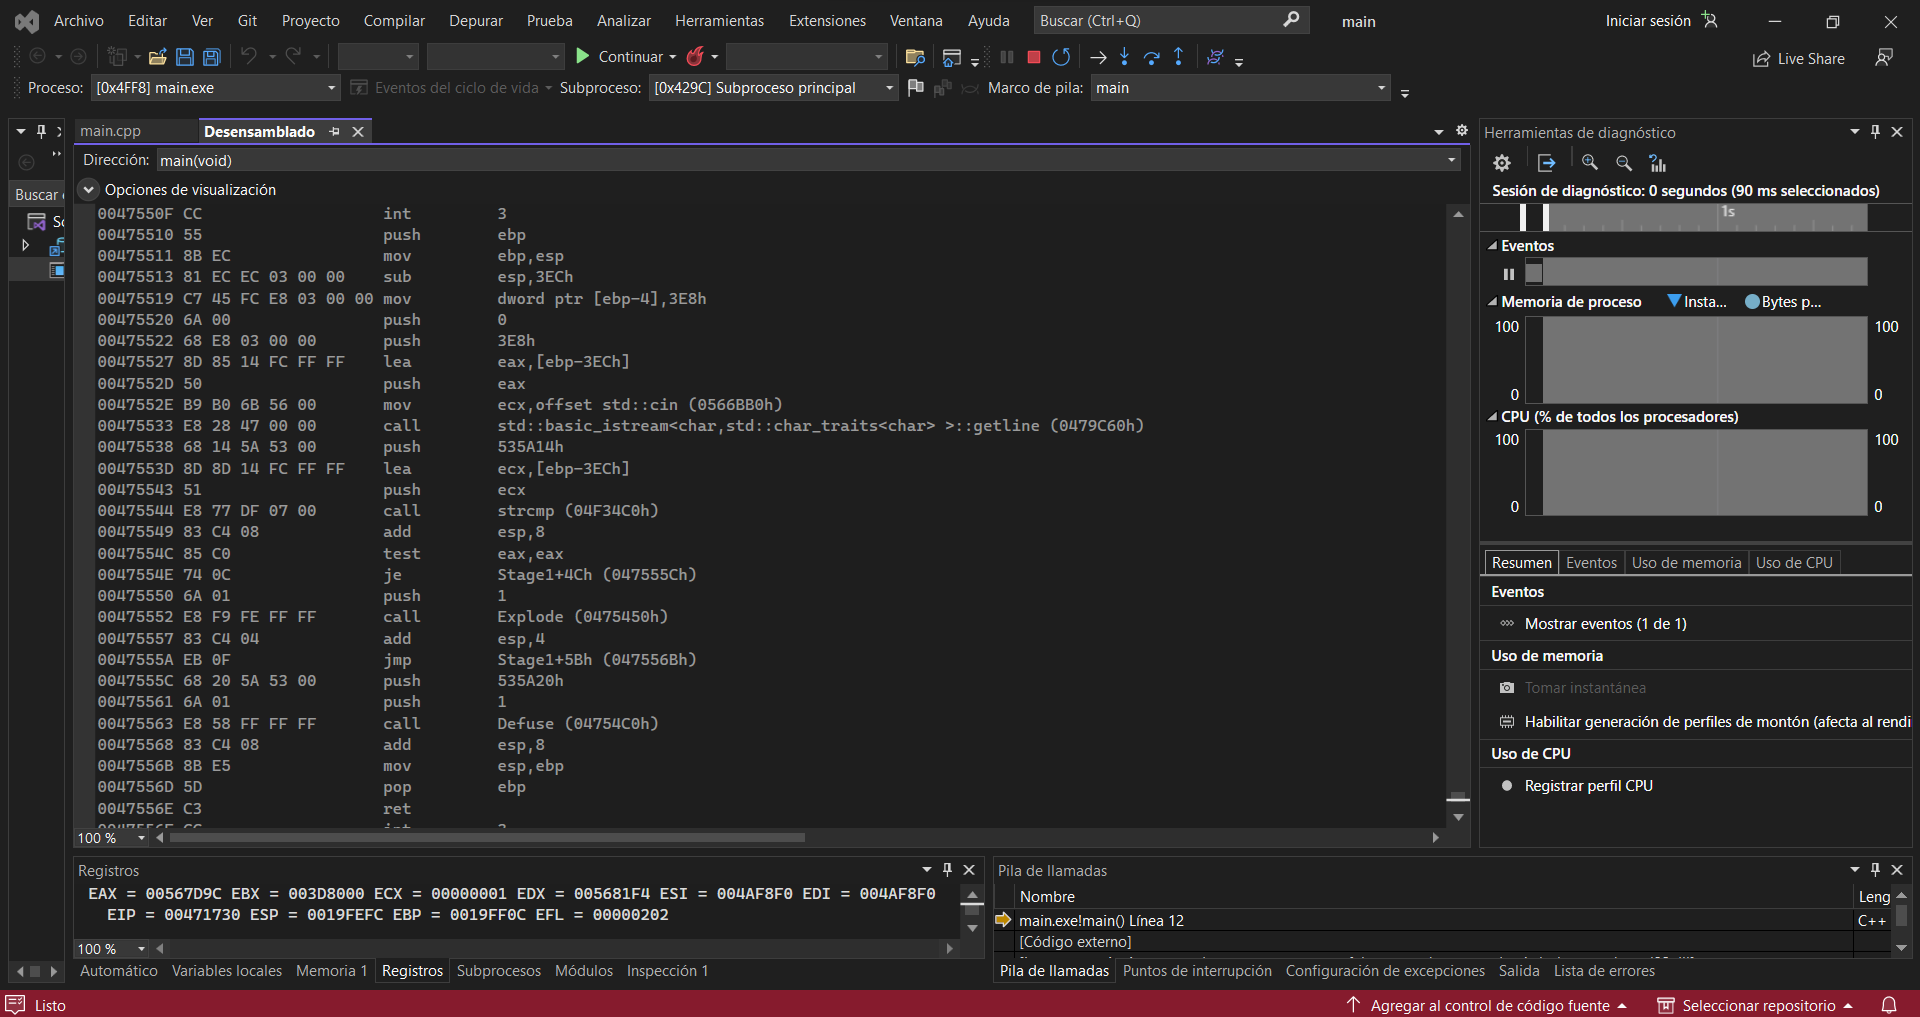 Archivo Editar Ver Git Proyecto Compilar Depurar Prueba Analizar Herramientas Extensiones Ventana Ayuda Buscar (Ctrl+Q) main Iniciar sesión
Continuar Live Share
Proceso: [0x4FF8] main.exe Eventos del ciclo de vida Subproceso: [0x429C] Subproceso principal Marco de pila: main
main.cpp Desensamblado
Dirección: main(void)
Opciones de visualización
Buscar
0047550F CC int 3
00475510 55 push ebp
00475511 8B EC mov ebp,esp
00475513 81 EC EC 03 00 00 sub esp,3ECh
00475519 C7 45 FC E8 03 00 00 mov dword ptr [ebp-4],3E8h
00475520 6A 00 push 0
00475522 68 E8 03 00 00 push 3E8h
00475527 8D 85 14 FC FF FF lea eax,[ebp-3ECh]
0047552D 50 push eax
0047552E B9 B0 6B 56 00 mov ecx,offset std::cin (0566BB0h)
00475533 E8 28 47 00 00 call std::basic_istream<char,std::char_traits<char> >::getline (0479C60h)
00475538 68 14 5A 53 00 push 535A14h
0047553D 8D 8D 14 FC FF FF lea ecx,[ebp-3ECh]
00475543 51 push ecx
00475544 E8 77 DF 07 00 call strcmp (04F34C0h)
00475549 83 C4 08 add esp,8
0047554C 85 C0 test eax,eax
0047554E 74 0C je Stage1+4Ch (047555Ch)
00475550 6A 01 push 1
00475552 E8 F9 FE FF FF call Explode (0475450h)
00475557 83 C4 04 add esp,4
0047555A EB 0F jmp Stage1+5Bh (047556Bh)
0047555C 68 20 5A 53 00 push 535A20h
00475561 6A 01 push 1
00475563 E8 58 FF FF FF call Defuse (04754C0h)
00475568 83 C4 08 add esp,8
0047556B 8B E5 mov esp,ebp
0047556D 5D pop ebp
0047556E C3 ret
100 %
Herramientas de diagnóstico
Sesión de diagnóstico: 0 segundos (90 ms seleccionados)
1s
Eventos
Memoria de proceso Insta... Bytes p...
100 100
0 0
CPU (% de todos los procesadores)
100 100
0 0
Resumen Eventos Uso de memoria Uso de CPU
Eventos
Mostrar eventos (1 de 1)
Uso de memoria
Tomar instantánea
Habilitar generación de perfiles de montón (afecta al rendi
Uso de CPU
Registrar perfil CPU
Registros
EAX = 00567D9C EBX = 003D8000 ECX = 00000001 EDX = 005681F4 ESI = 004AF8F0 EDI = 004AF8F0
EIP = 00471730 ESP = 0019FEFC EBP = 0019FF0C EFL = 00000202
100 %
Automático Variables locales Memoria 1 Registros Subprocesos Módulos Inspección 1
Pila de llamadas
Nombre Leng
main.exe!main() Línea 12 C++
[Código externo]
Pila de llamadas Puntos de interrupción Configuración de excepciones Salida Lista de errores
Listo Agregar al control de código fuente Seleccionar repositorio